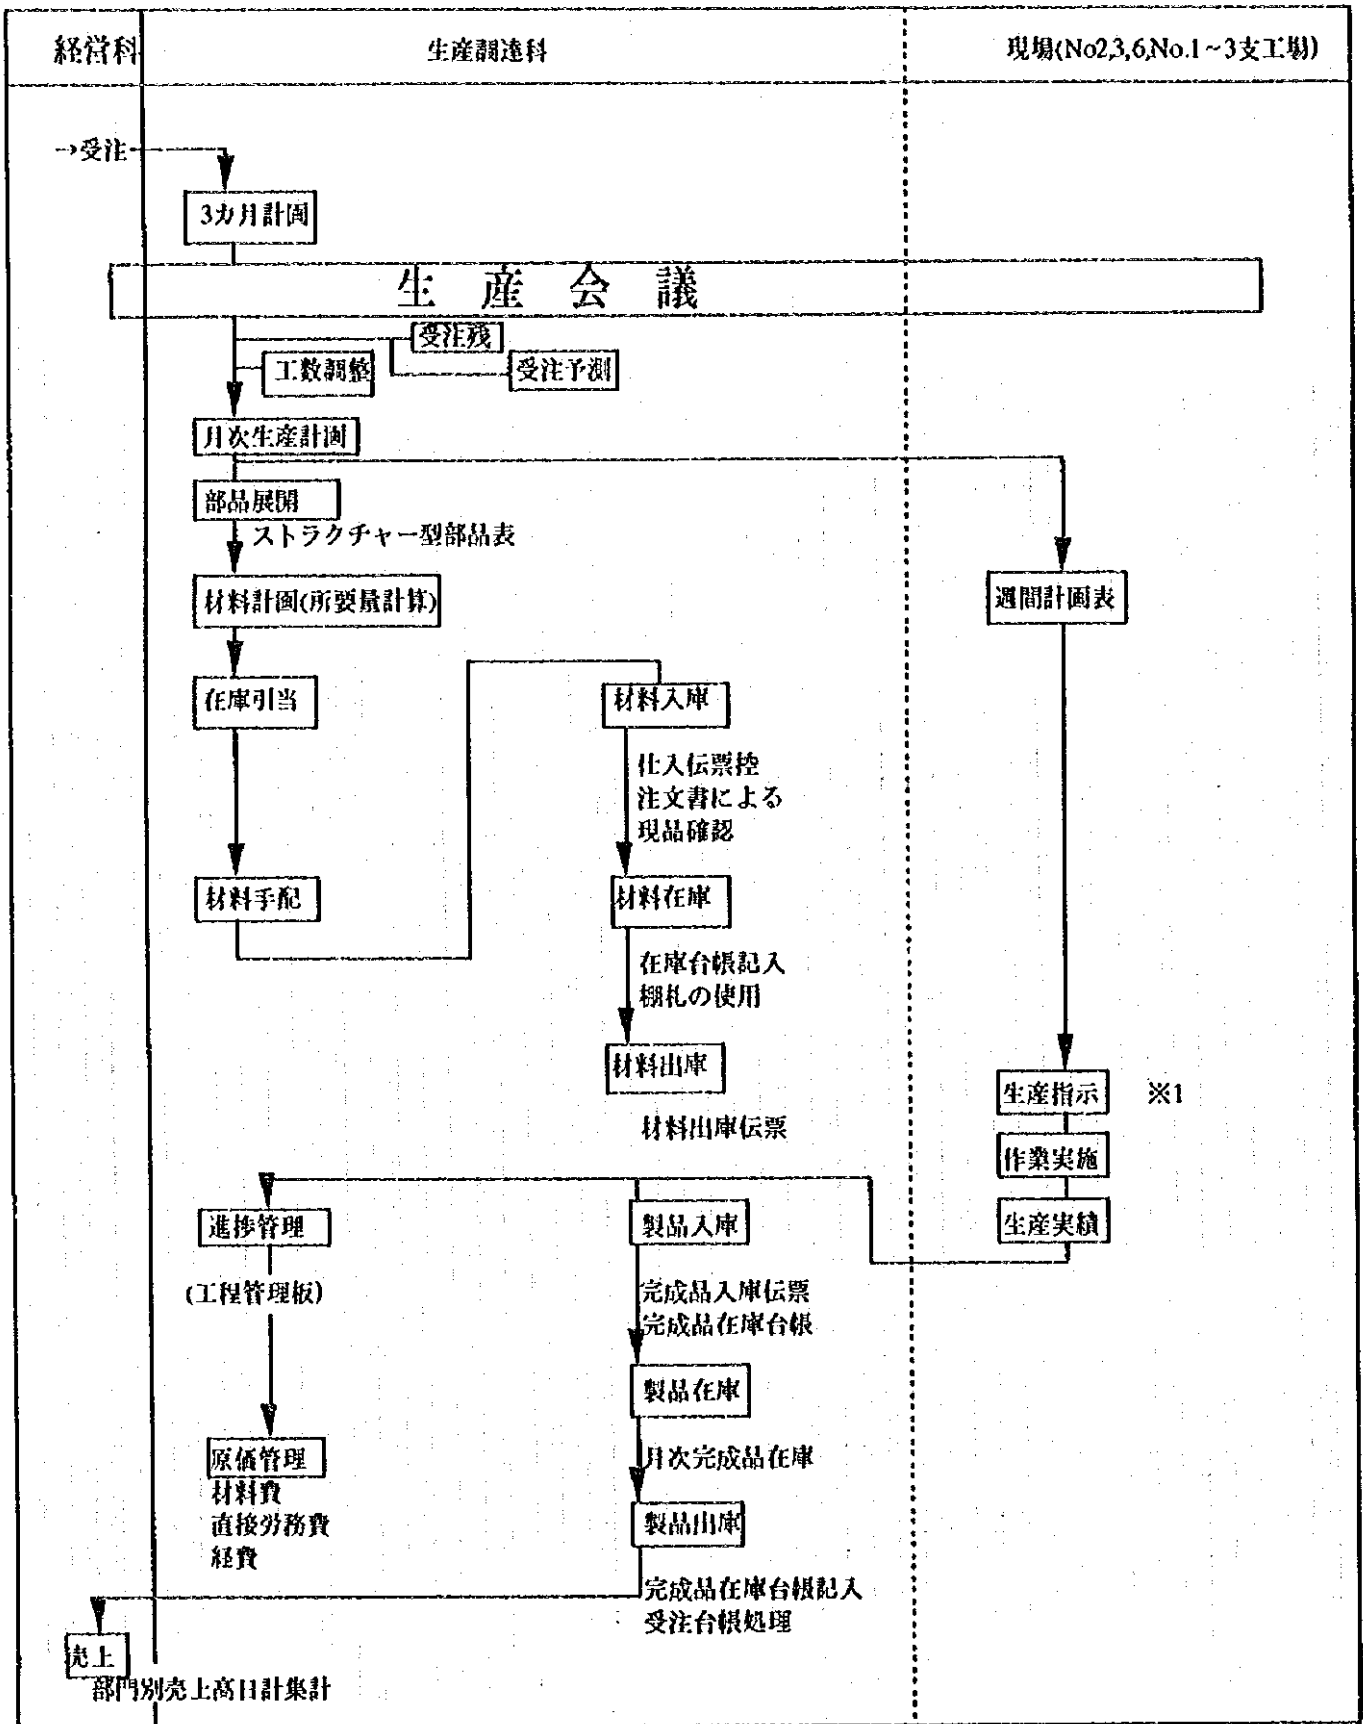 経営科
生産調達科
現場(No2,3,6,No.1~3支工場)
→受注
3カ月計画
生産会議
受注残
工数調整
受注予測
月次生産計画
部品展開
ストラクチャー型部品表
材料計画(所要量計算)
週間計画表
在庫引当
材料入庫
仕入伝票控
注文書による
現品確認
材料手配
材料在庫
在庫台帳記入
棚札の使用
材料出庫
生産指示 ※1
材料出庫伝票
作業実施
進捗管理
製品入庫
生産実績
(工程管理板)
完成品入庫伝票
完成品在庫台帳
製品在庫
原価管理
材料費
直接労務費
経費
月次完成品在庫
製品出庫
完成品在庫台帳記入
受注台帳処理
売上
部門別売上高日計集計